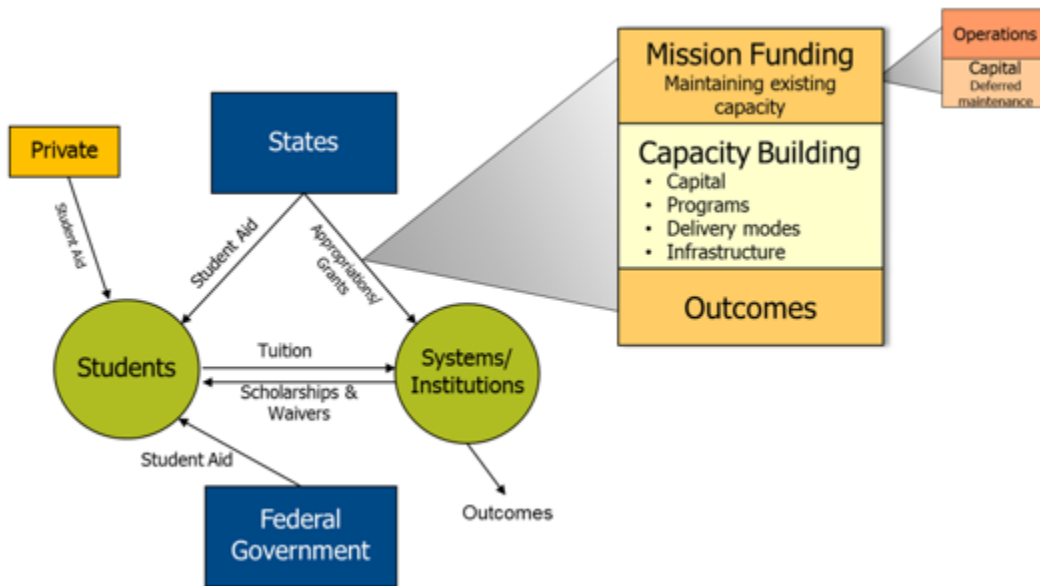 Operations
Capital
Deferred
maintenance
Mission Funding
Maintaining existing
capacity
Capacity Building
• Capital
• Programs
• Delivery modes
• Infrastructure
Outcomes
States
Private
Student Aid
Student Aid
Appropriations/
Grants
Students
Tuition
Scholarships &
Waivers
Systems/
Institutions
Student Aid
Federal
Government
Outcomes